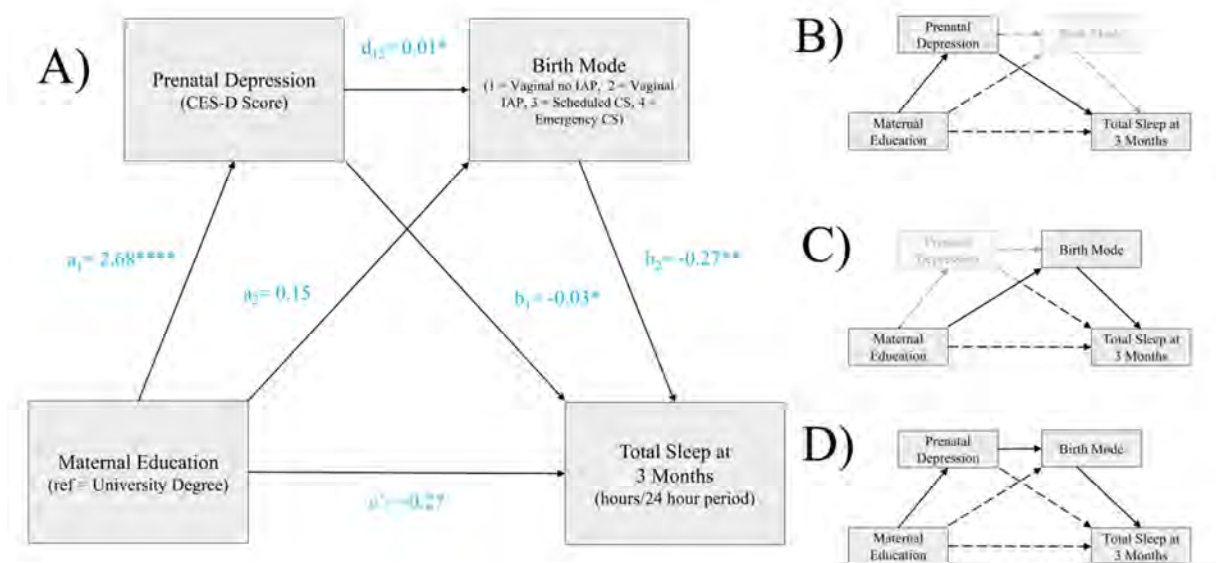 A)
Prenatal Depression
(CES-D Score)
d₁₂= 0.01*
Birth Mode
(1 = Vaginal no IAP, 2 = Vaginal
IAP, 3 = Scheduled CS, 4 =
Emergency CS)
a₁= 2.68****
a₂= 0.15
b₁= -0.03*
b₂= -0.27**
Maternal Education
(ref = University Degree)
Total Sleep at
3 Months
(hours/24 hour period)
B)
Prenatal
Depression
Birth Mode
Maternal
Education
Total Sleep at
3 Months
C)
Prenatal
Depression
Birth Mode
Maternal
Education
Total Sleep at
3 Months
D)
Prenatal
Depression
Birth Mode
Maternal
Education
Total Sleep at
3 Months